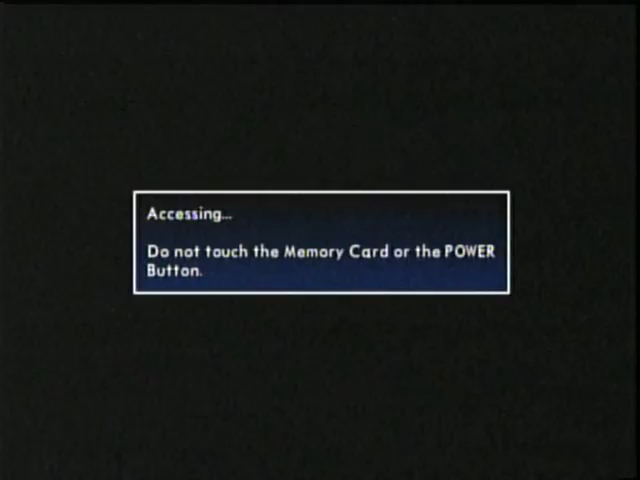 Accessing...
Do not touch the Memory Card or the POWER
Button.